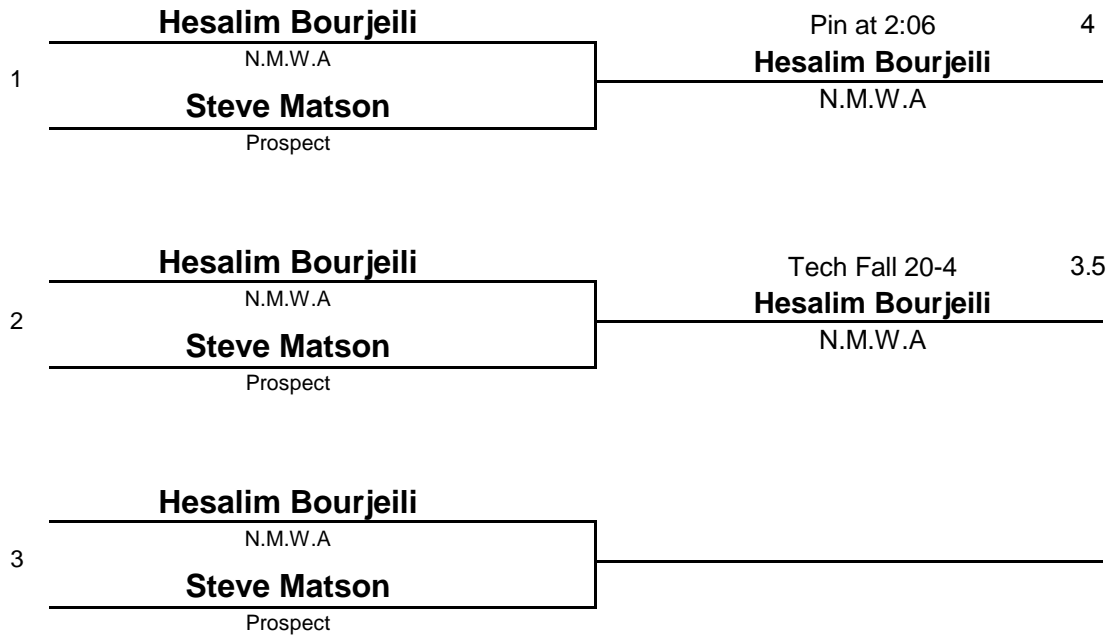 Hesalim Bourjeili
N.M.W.A
1
Steve Matson
Prospect
Pin at 2:06 4
Hesalim Bourjeili
N.M.W.A
Hesalim Bourjeili
N.M.W.A
2
Steve Matson
Prospect
Tech Fall 20-4 3.5
Hesalim Bourjeili
N.M.W.A
Hesalim Bourjeili
N.M.W.A
3
Steve Matson
Prospect